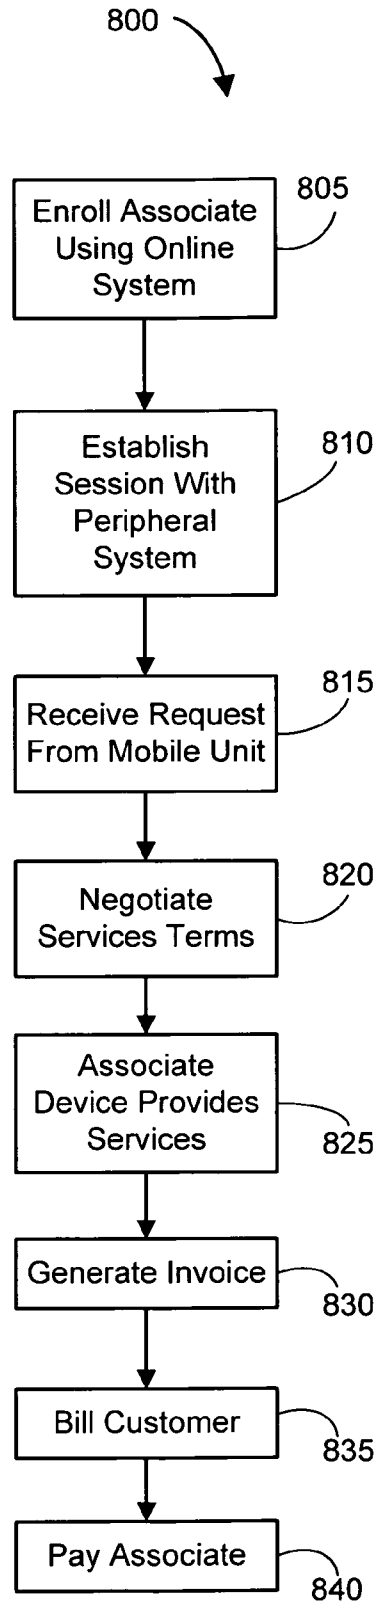 800
805
Enroll Associate
Using Online
System
810
Establish
Session With
Peripheral
System
815
Receive Request
From Mobile Unit
820
Negotiate
Services Terms
Associate
Device Provides
Services
825
Generate Invoice
830
Bill Customer
835
Pay Associate
840